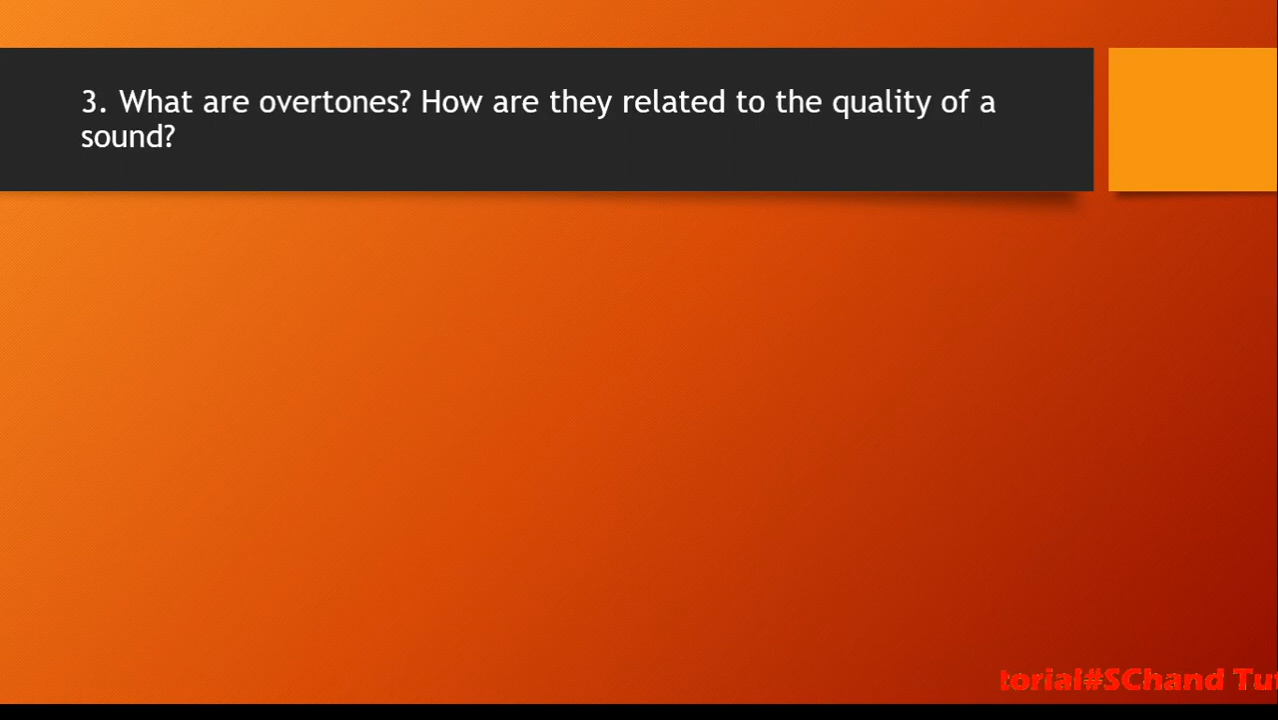 3. What are overtones? How are they related to the quality of a
sound?
torial#SChand Tu